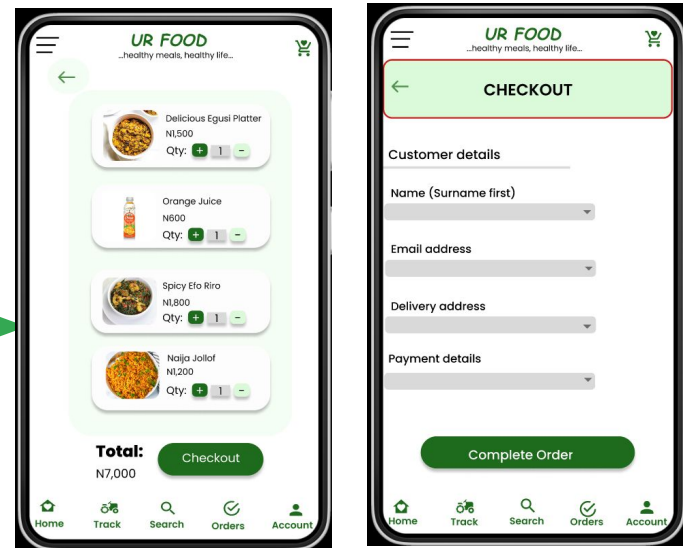 UR FOOD
...healthy meals, healthy life...
Delicious Egusi Platter
N1,500
Qty: + 1 -
Orange Juice
N600
Qty: + 1 -
Spicy Efo Riro
N1,800
Qty: + 1 -
Naija Jollof
N1,200
Qty: + 1 -
Total:
N7,000
Checkout
Home Track Search Orders Account
UR FOOD
...healthy meals, healthy life...
CHECKOUT
Customer details
Name (Surname first)
Email address
Delivery address
Payment details
Complete Order
Home Track Search Orders Account